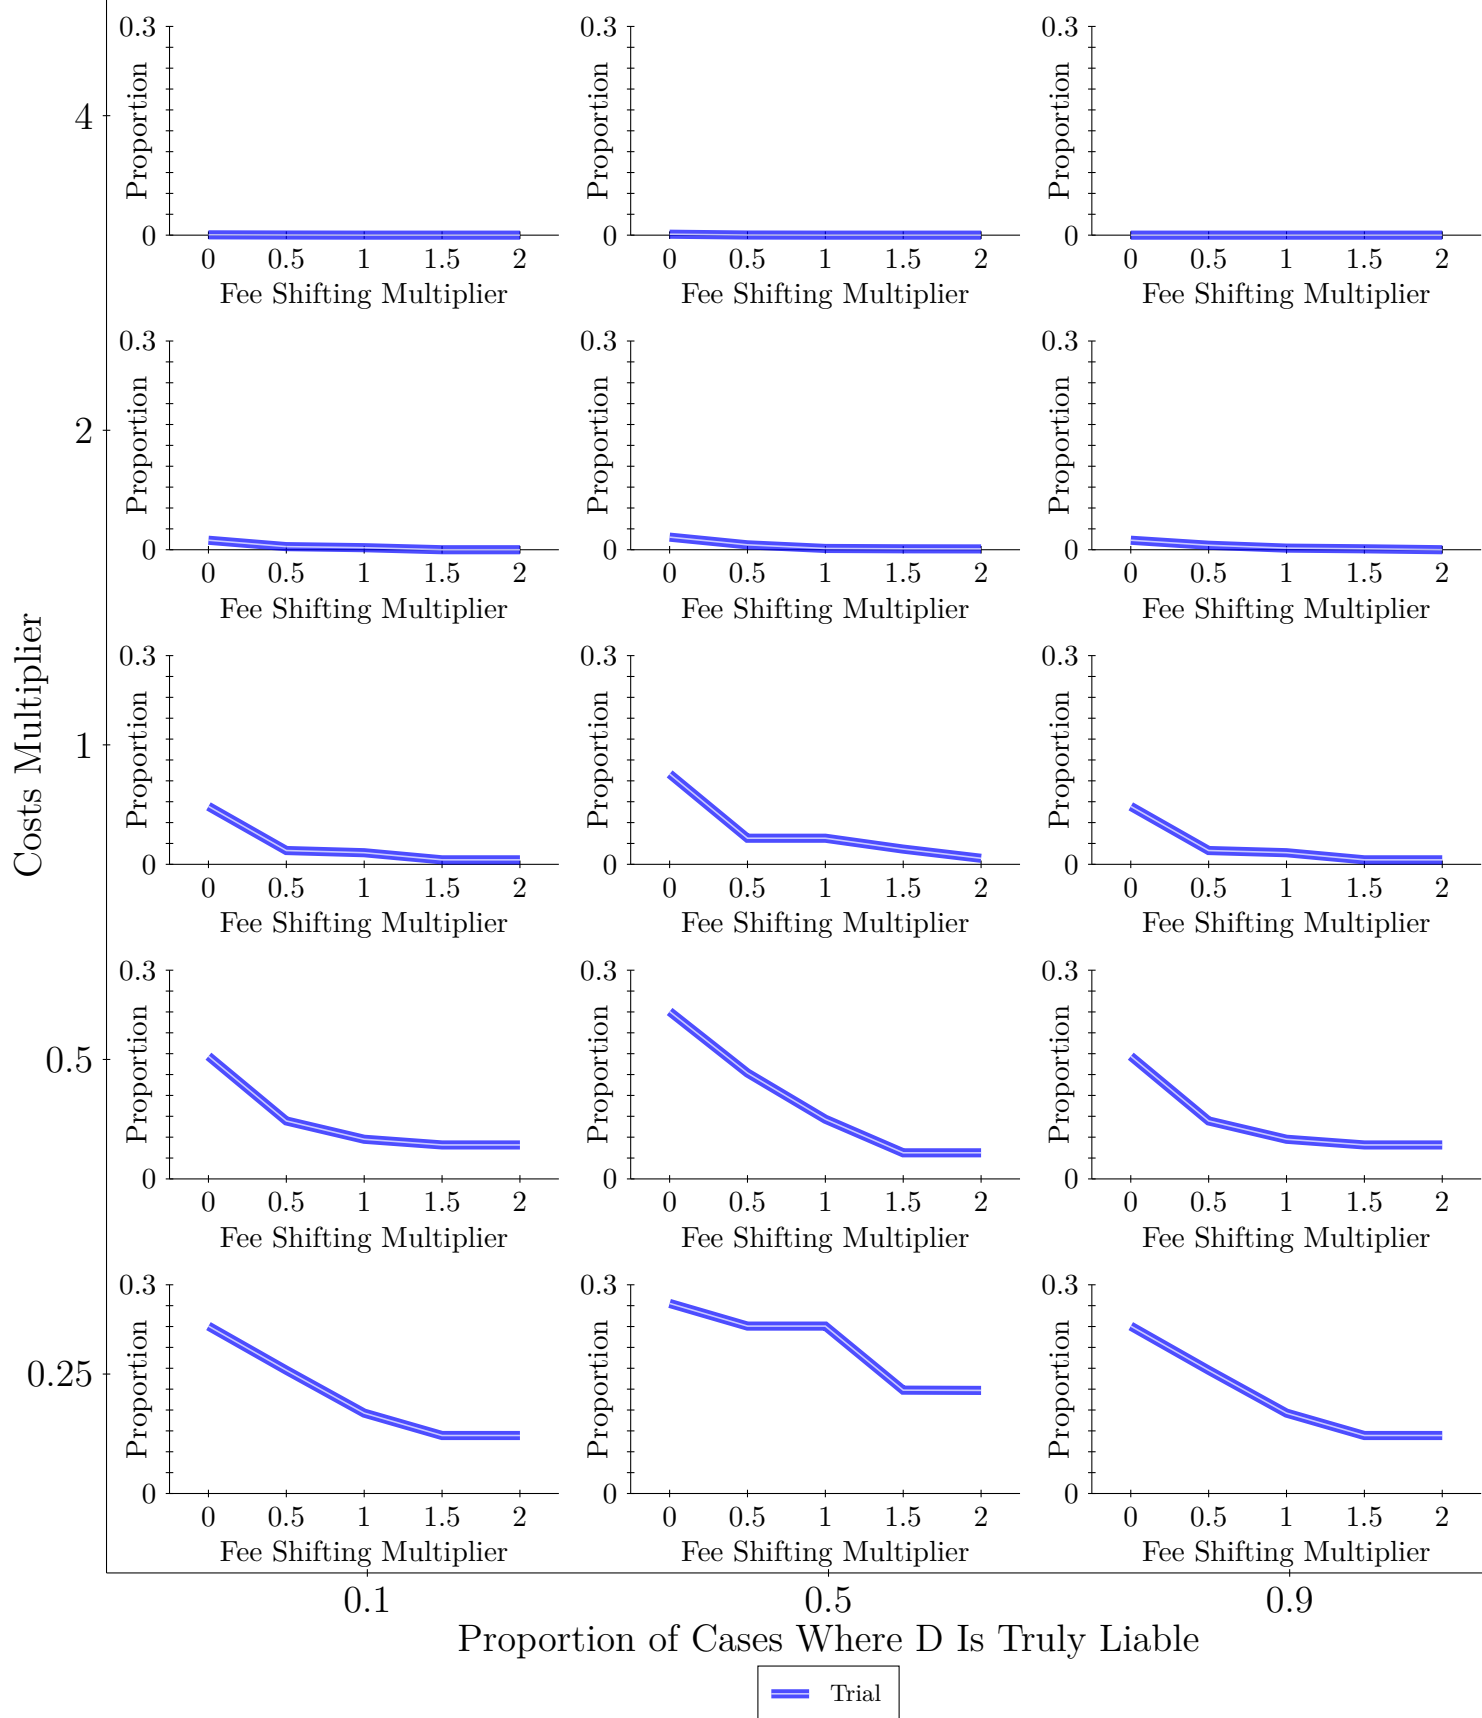 0.3 0.3 0.3
Proportion Proportion Proportion
4
0 0 0
0 0.5 1 1.5 2 0 0.5 1 1.5 2 0 0.5 1 1.5 2
Fee Shifting Multiplier Fee Shifting Multiplier Fee Shifting Multiplier
0.3 0.3 0.3
Proportion Proportion Proportion
2
0 0 0
0 0.5 1 1.5 2 0 0.5 1 1.5 2 0 0.5 1 1.5 2
Fee Shifting Multiplier Fee Shifting Multiplier Fee Shifting Multiplier
Costs Multiplier
0.3 0.3 0.3
Proportion Proportion Proportion
1
0 0 0
0 0.5 1 1.5 2 0 0.5 1 1.5 2 0 0.5 1 1.5 2
Fee Shifting Multiplier Fee Shifting Multiplier Fee Shifting Multiplier
0.3 0.3 0.3
Proportion Proportion Proportion
0.5
0 0 0
0 0.5 1 1.5 2 0 0.5 1 1.5 2 0 0.5 1 1.5 2
Fee Shifting Multiplier Fee Shifting Multiplier Fee Shifting Multiplier
0.3 0.3 0.3
Proportion Proportion Proportion
0.25
0 0 0
0 0.5 1 1.5 2 0 0.5 1 1.5 2 0 0.5 1 1.5 2
Fee Shifting Multiplier Fee Shifting Multiplier Fee Shifting Multiplier
0.1 0.5 0.9
Proportion of Cases Where D Is Truly Liable
Trial